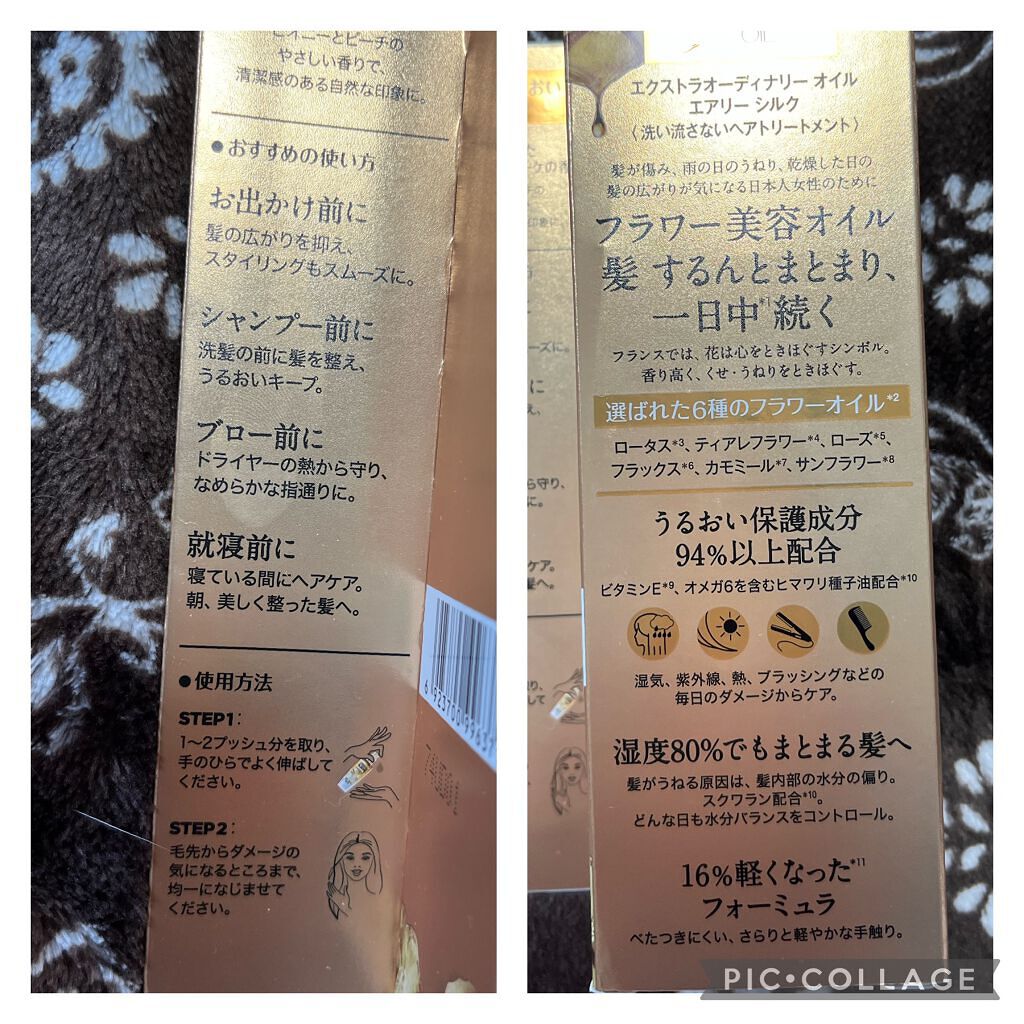 ピオニーとピーチの
やさしい香りで、
清潔感のある自然な印象に。
●おすすめの使い方
お出かけ前に
髪の広がりを抑え、
スタイリングもスムーズに。
シャンプー前に
洗髪の前に髪を整え、
うるおいキープ。
ブロー前に
ドライヤーの熱から守り、
なめらかな指通りに。
就寝前に
寝ている間にヘアケア。
朝、美しく整った髪へ。
●使用方法
STEP1:
1〜2プッシュ分を取り、
手のひらでよく伸ばして
ください。
STEP2:
毛先からダメージの
気になるところまで、
均一になじませて
ください。
エクストラオーディナリー オイル
エアリー シルク
〈洗い流さないヘアトリートメント〉
髪が傷み、雨の日のうねり、乾燥した日の
髪の広がりが気になる日本人女性のために
フラワー美容オイル
髪 するんとまとまり、
一日中*1続く
フランスでは、花は心をときほぐすシンボル。
香り高く、くせ・うねりをときほぐす。
選ばれた6種のフラワーオイル*2
ロータス*3、ティアレフラワー*4、ローズ*5、
フラックス*6、カモミール*7、サンフラワー*8
うるおい保護成分
94%以上配合
ビタミンE*9、オメガ6を含むヒマワリ種子油配合*10
湿気、紫外線、熱、ブラッシングなどの
毎日のダメージからケア。
湿度80%でもまとまる髪へ
髪がうねる原因は、髪内部の水分の偏り。
スクワラン配合*10。
どんな日も水分バランスをコントロール。
16%軽くなった*11
フォーミュラ
べたつきにくい、さらりと軽やかな手触り。
PIC•COLLAGE